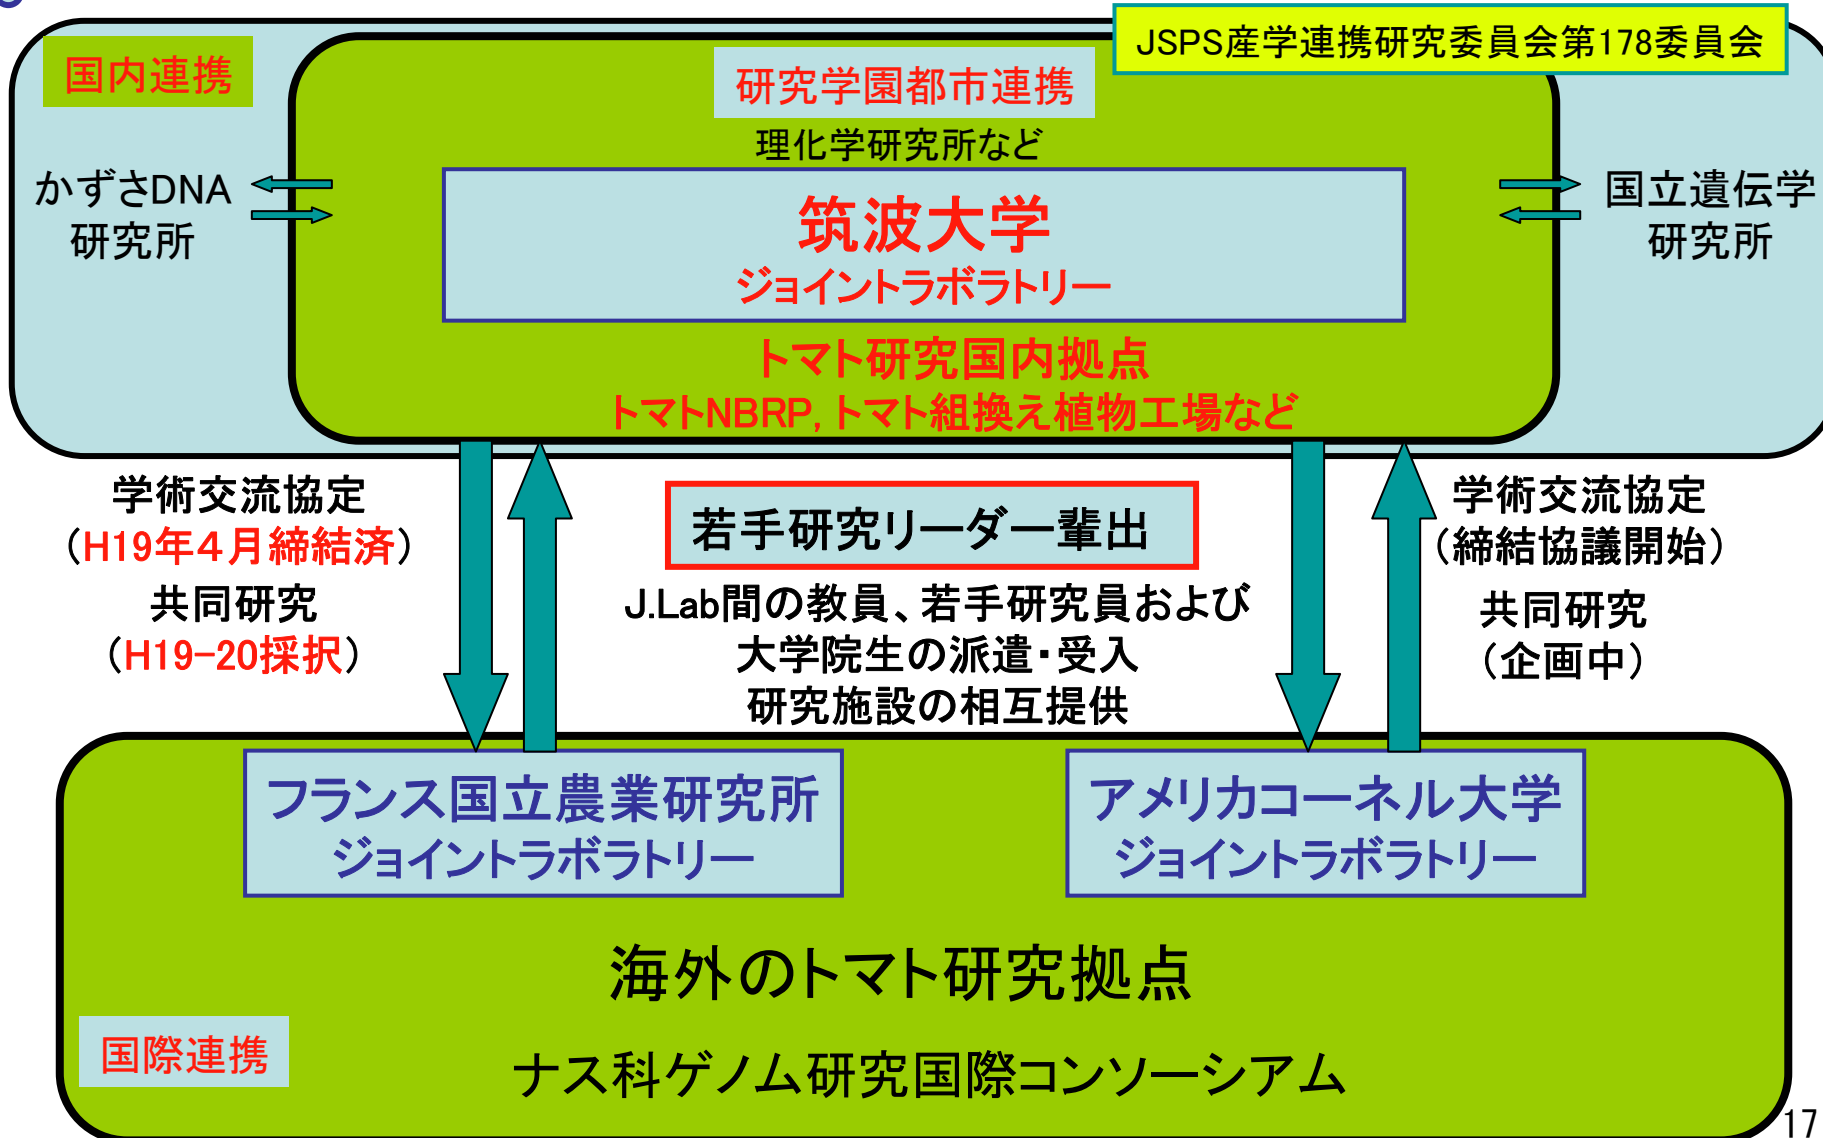 JSPS産学連携研究委員会第178委員会
国内連携
研究学園都市連携
理化学研究所など
かずさDNA
研究所
筑波大学
ジョイントラボラトリー
国立遺伝学
研究所
トマト研究国内拠点
トマトNBRP, トマト組換え植物工場など
学術交流協定
（H19年４月締結済）
共同研究
（H19-20採択）
若手研究リーダー輩出
J.Lab間の教員、若手研究員および
大学院生の派遣・受入
研究施設の相互提供
学術交流協定
（締結協議開始）
共同研究
（企画中）
フランス国立農業研究所
ジョイントラボラトリー
アメリカコーネル大学
ジョイントラボラトリー
海外のトマト研究拠点
国際連携
ナス科ゲノム研究国際コンソーシアム
17